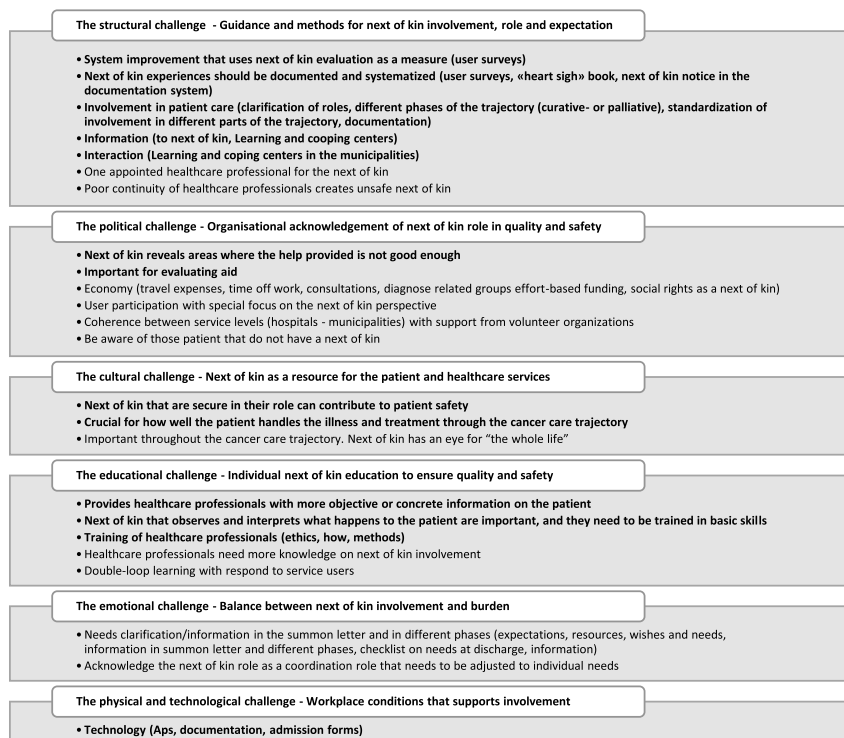 The structural challenge - Guidance and methods for next of kin involvement, role and expectation
• System improvement that uses next of kin evaluation as a measure (user surveys)
• Next of kin experiences should be documented and systematized (user surveys, «heart sigh» book, next of kin notice in the
documentation system)
• Involvement in patient care (clarification of roles, different phases of the trajectory (curative- or palliative), standardization of
involvement in different parts of the trajectory, documentation)
• Information (to next of kin, Learning and cooping centers)
• Interaction (Learning and coping centers in the municipalities)
• One appointed healthcare professional for the next of kin
• Poor continuity of healthcare professionals creates unsafe next of kin
The political challenge - Organisational acknowledgement of next of kin role in quality and safety
• Next of kin reveals areas where the help provided is not good enough
• Important for evaluating aid
• Economy (travel expenses, time off work, consultations, diagnose related groups effort-based funding, social rights as a next of kin)
• User participation with special focus on the next of kin perspective
• Coherence between service levels (hospitals - municipalities) with support from volunteer organizations
• Be aware of those patient that do not have a next of kin
The cultural challenge - Next of kin as a resource for the patient and healthcare services
• Next of kin that are secure in their role can contribute to patient safety
• Crucial for how well the patient handles the illness and treatment through the cancer care trajectory
• Important throughout the cancer care trajectory. Next of kin has an eye for “the whole life”
The educational challenge - Individual next of kin education to ensure quality and safety
• Provides healthcare professionals with more objective or concrete information on the patient
• Next of kin that observes and interprets what happens to the patient are important, and they need to be trained in basic skills
• Training of healthcare professionals (ethics, how, methods)
• Healthcare professionals need more knowledge on next of kin involvement
• Double-loop learning with respond to service users
The emotional challenge - Balance between next of kin involvement and burden
• Needs clarification/information in the summon letter and in different phases (expectations, resources, wishes and needs,
information in summon letter and different phases, checklist on needs at discharge, information)
• Acknowledge the next of kin role as a coordination role that needs to be adjusted to individual needs
The physical and technological challenge - Workplace conditions that supports involvement
• Technology (Aps, documentation, admission forms)